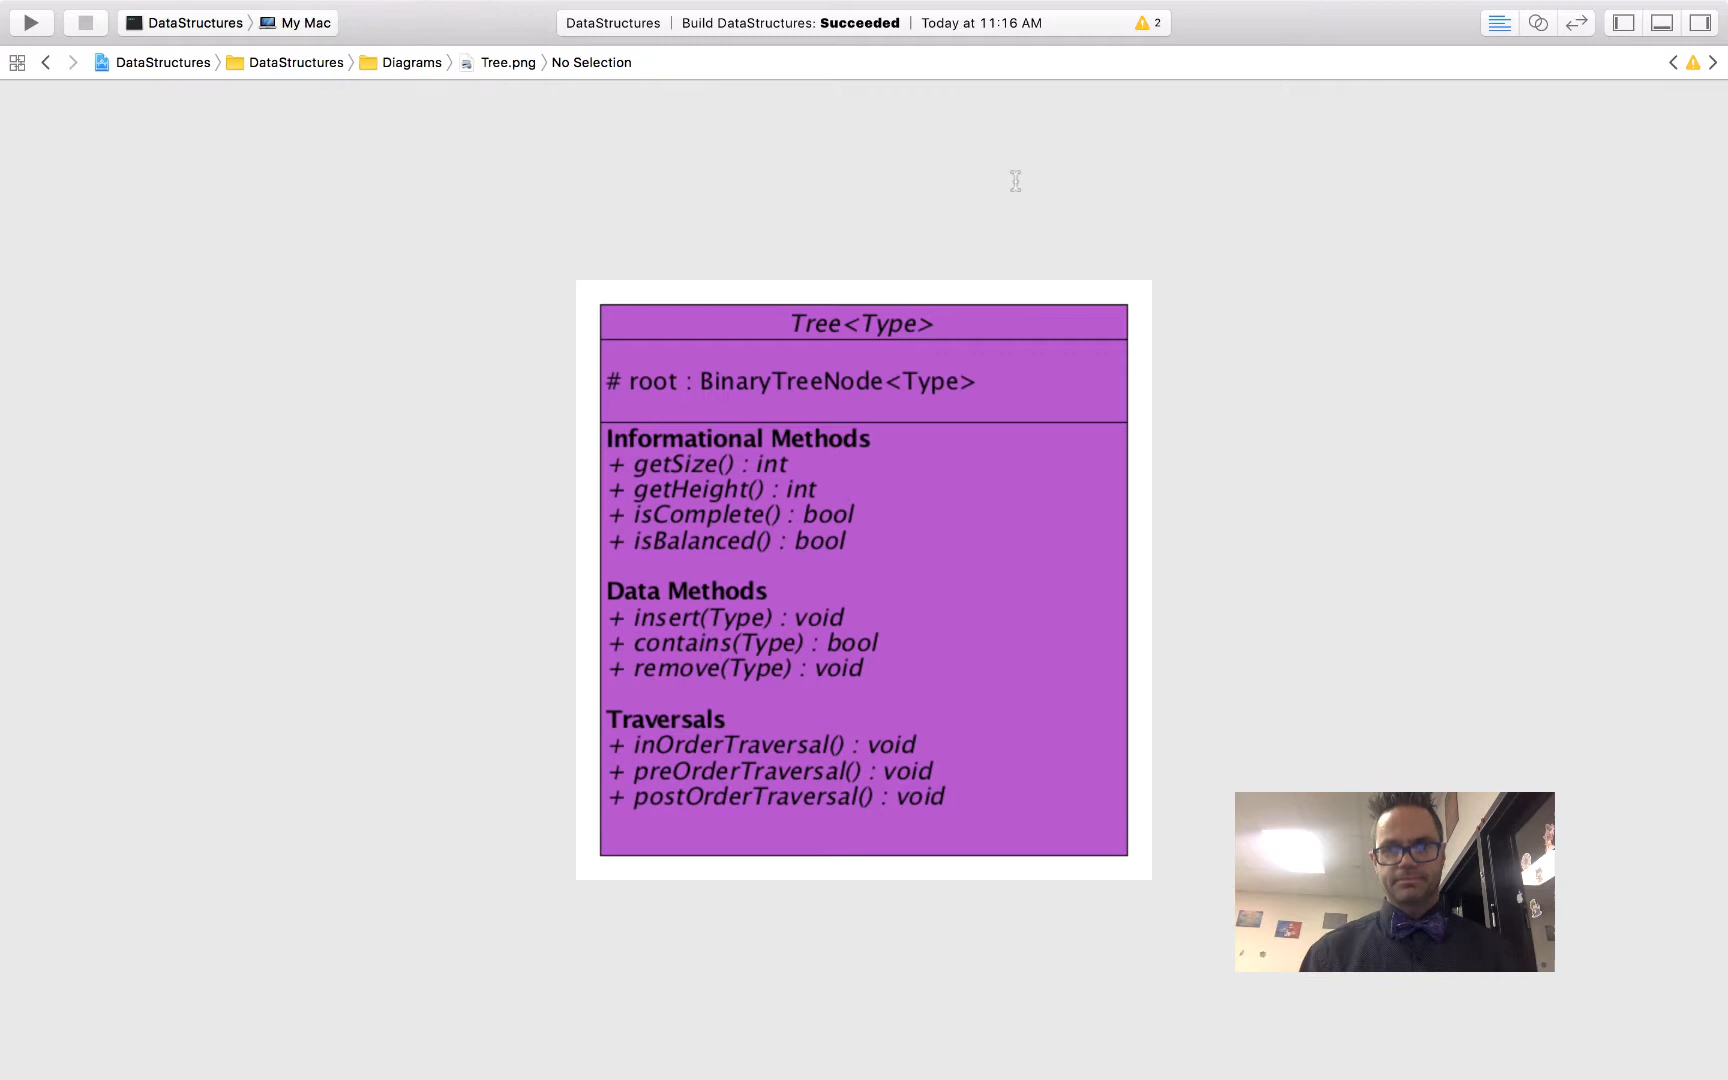 DataStructures My Mac
DataStructures Build DataStructures: Succeeded Today at 11:16 AM 2
DataStructures DataStructures Diagrams Tree.png No Selection
Tree<Type>
# root : BinaryTreeNode<Type>
Informational Methods
+ getSize() : int
+ getHeight() : int
+ isComplete() : bool
+ isBalanced() : bool
Data Methods
+ insert(Type) : void
+ contains(Type) : bool
+ remove(Type) : void
Traversals
+ inOrderTraversal() : void
+ preOrderTraversal() : void
+ postOrderTraversal() : void